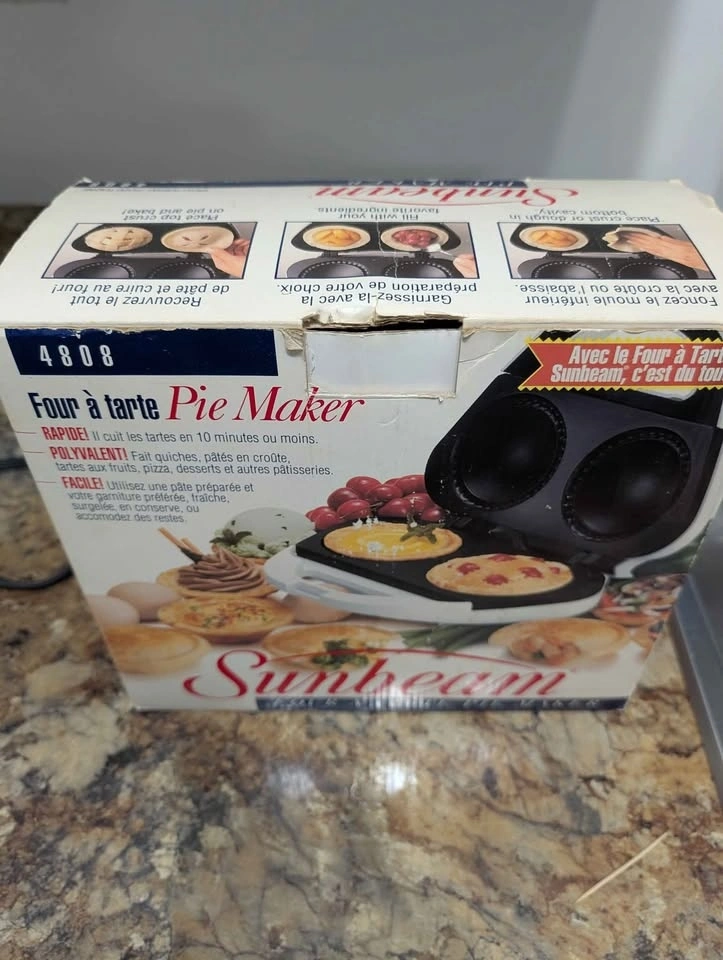 Sunbeam
Place top crust
on pie and bake!
Fill with your
favorite ingredients.
Place crust or dough in
bottom cavity.
Recouvrez le tout
de pâte et cuire au four!
Garnissez-la avec la
préparation de votre choix.
Foncez le moule inférieur
avec la croûte ou l'abaisse.
4808
Avec le Four à Tart
Sunbeam, c'est du tou
Four à tarte Pie Maker
RAPIDE! Il cuit les tartes en 10 minutes ou moins.
POLYVALENT! Fait quiches, pâtés en croûte,
tartes aux fruits, pizza, desserts et autres pâtisseries.
FACILE! Utilisez une pâte préparée et
votre garniture préférée, fraîche,
surgelée, en conserve, ou
accomodez des restes.
Sunbeam
PIE MAKER